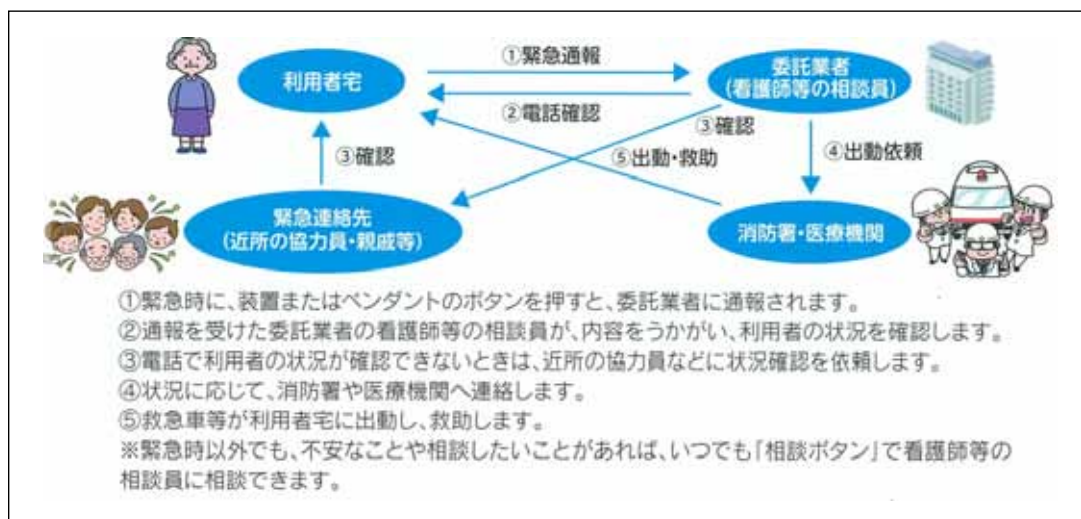 ①緊急通報
利用者宅
委託業者
(看護師等の相談員)
②電話確認
③確認
③確認
⑤出動・救助
④出動依頼
緊急連絡先
(近所の協力員・親戚等)
消防署・医療機関
①緊急時に、装置またはペンダントのボタンを押すと、委託業者に通報されます。
②通報を受けた委託業者の看護師等の相談員が、内容をうかがい、利用者の状況を確認します。
③電話で利用者の状況が確認できないときは、近所の協力員などに状況確認を依頼します。
④状況に応じて、消防署や医療機関へ連絡します。
⑤救急車等が利用者宅に出動し、救助します。
※緊急時以外でも、不安なことや相談したいことがあれば、いつでも「相談ボタン」で看護師等の
相談員に相談できます。